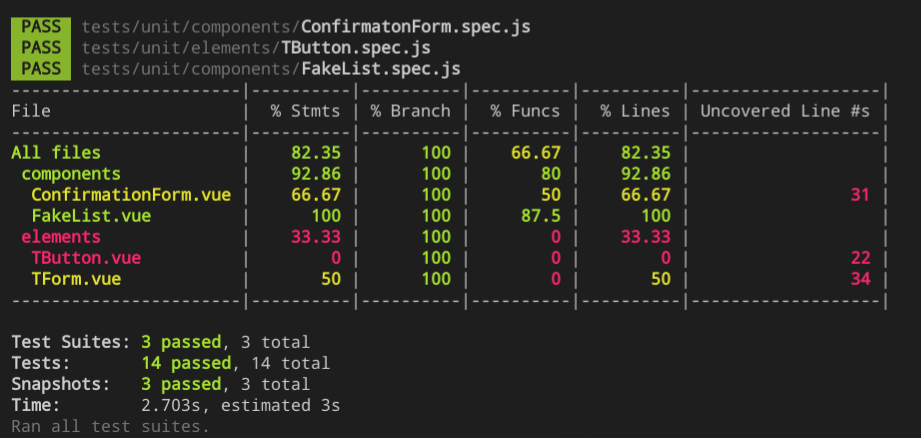 PASS tests/unit/components/ConfirmatonForm.spec.js
PASS tests/unit/elements/TButton.spec.js
PASS tests/unit/components/FakeList.spec.js
-----------------------|----------|----------|----------|----------|-------------------|
File                   |  % Stmts | % Branch |  % Funcs |  % Lines | Uncovered Line #s |
-----------------------|----------|----------|----------|----------|-------------------|
All files              |    82.35 |      100 |    66.67 |    82.35 |                   |
 components            |    92.86 |      100 |       80 |    92.86 |                   |
  ConfirmationForm.vue |    66.67 |      100 |       50 |    66.67 |                31 |
  FakeList.vue         |      100 |      100 |     87.5 |      100 |                   |
 elements              |    33.33 |      100 |        0 |    33.33 |                   |
  TButton.vue          |        0 |      100 |        0 |        0 |                22 |
  TForm.vue            |       50 |      100 |        0 |       50 |                34 |
-----------------------|----------|----------|----------|----------|-------------------|
Test Suites: 3 passed, 3 total
Tests:       14 passed, 14 total
Snapshots:   3 passed, 3 total
Time:        2.703s, estimated 3s
Ran all test suites.